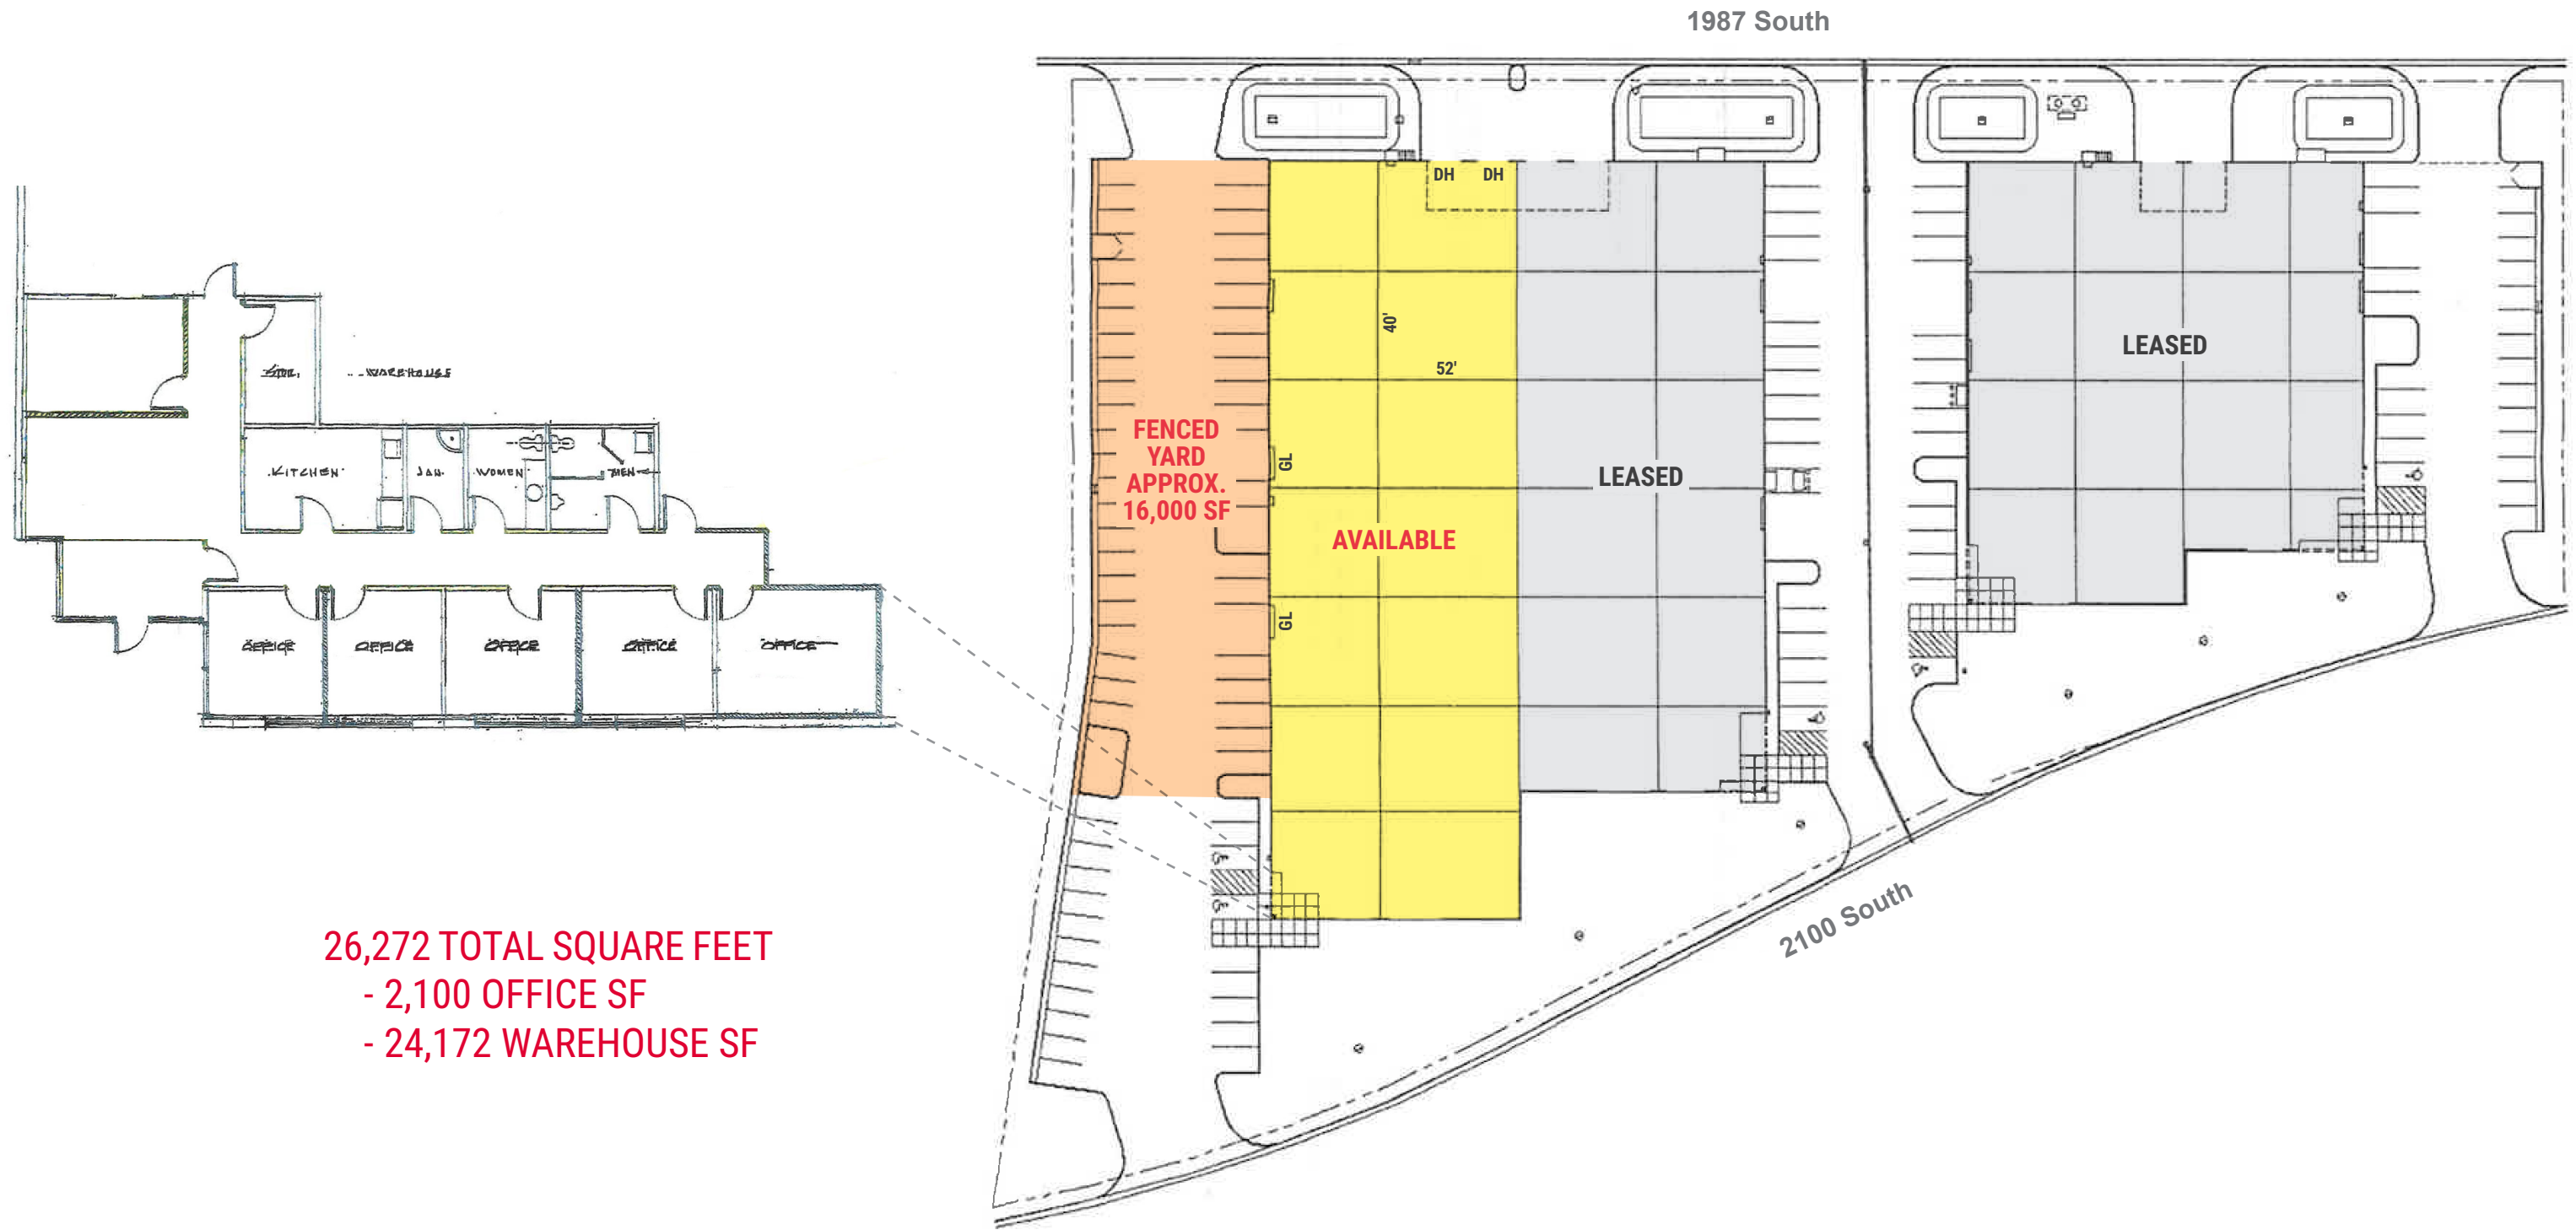 1987 South
DH DH
40'
52'
LEASED
FENCED
YARD
APPROX.
16,000 SF
GL
LEASED
AVAILABLE
GL
2100 South
STOR.
WAREHOUSE
KITCHEN
JAN.
WOMEN
MEN
OFFICE
OFFICE
OFFICE
OFFICE
OFFICE
26,272 TOTAL SQUARE FEET
- 2,100 OFFICE SF
- 24,172 WAREHOUSE SF